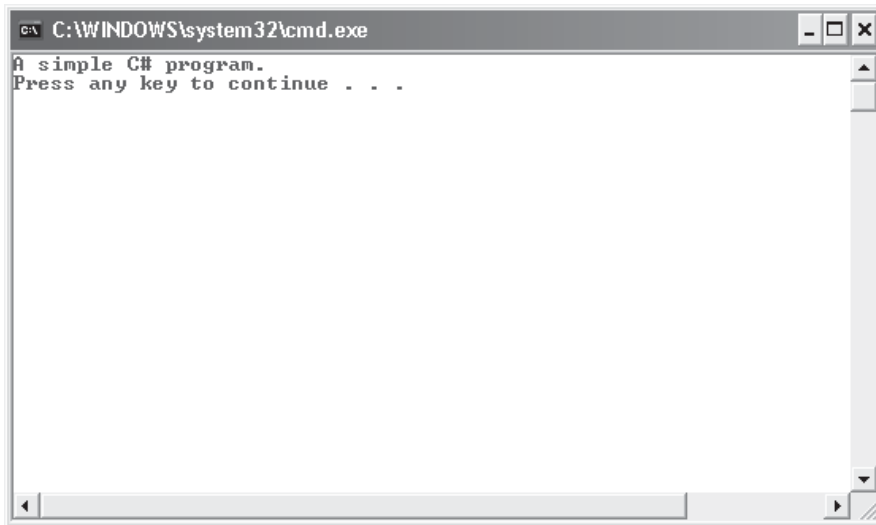 C:\WINDOWS\system32\cmd.exe
A simple C# program.
Press any key to continue . . .